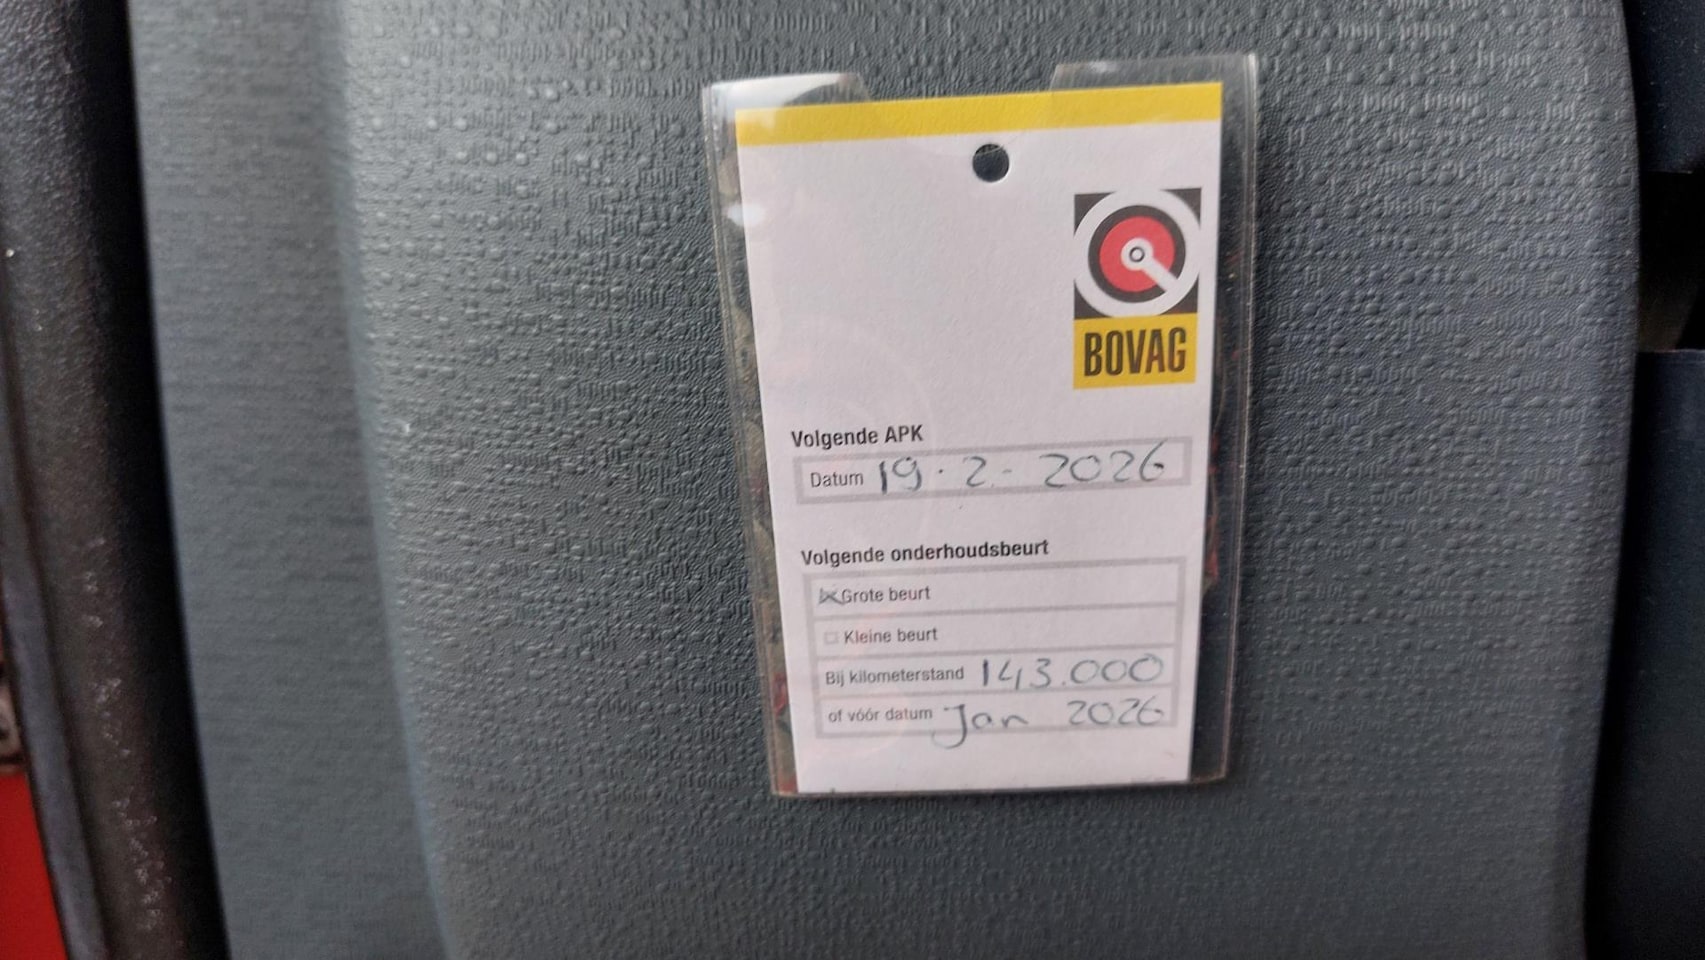 BOVAG
Volgende APK
Datum 19 · 2 - 2026
Volgende onderhoudsbeurt
Grote beurt
Kleine beurt
Bij kilometerstand 143.000
of vóór datum Jan 2026